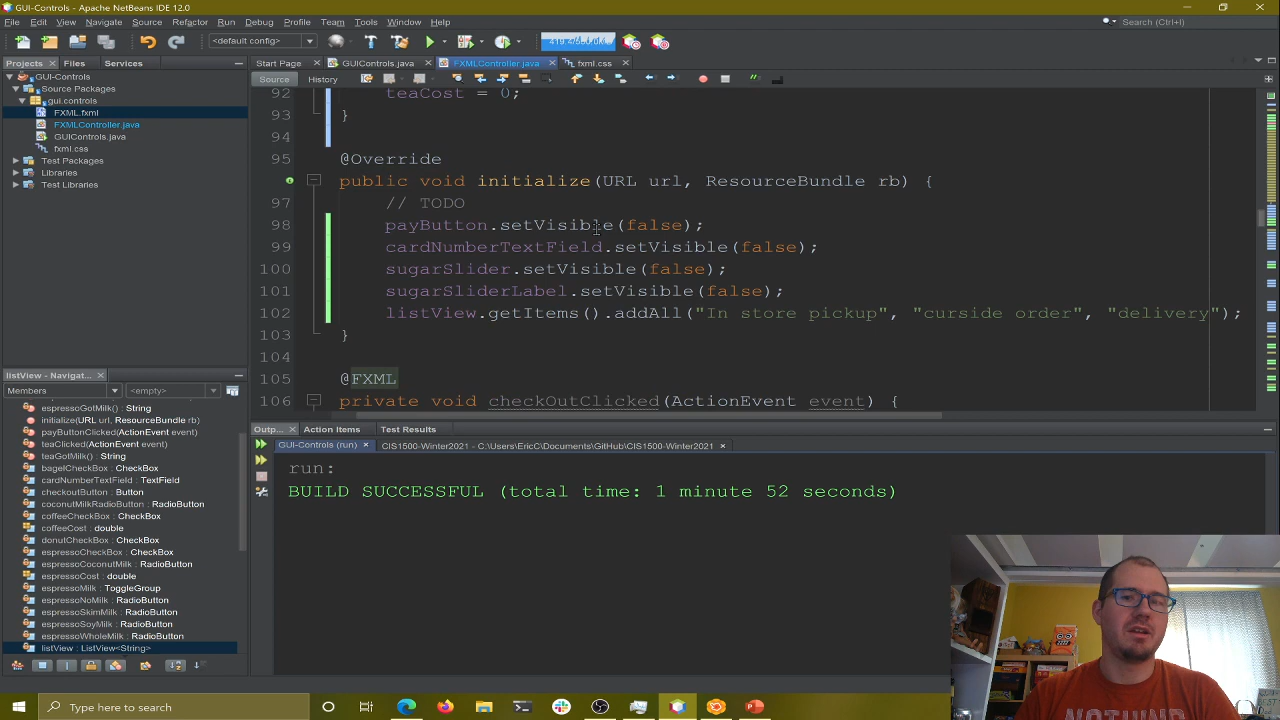 GUI-Controls - Apache NetBeans IDE 12.0
File Edit View Navigate Source Refactor Run Debug Profile Team Tools Window Help
Search (Ctrl+I)
<default config>
Projects Files Services
Start Page GUIControls.java FXMLController.java fxml.css
Source History
GUI-Controls
Source Packages
gui.controls
FXML.fxml
FXMLController.java
GUIControls.java
fxml.css
Test Packages
Libraries
Test Libraries
92 teaCost = 0;
93 }
94
95 @Override
public void initialize(URL url, ResourceBundle rb) {
97 // TODO
98 payButton.setVisible(false);
99 cardNumberTextField.setVisible(false);
100 sugarSlider.setVisible(false);
101 sugarSliderLabel.setVisible(false);
102 listView.getItems().addAll("In store pickup", "curside order", "delivery");
103 }
104
105 @FXML
106 private void checkOutClicked(ActionEvent event) {
listView - Navigat...
Members <empty>
espressoGotMilk() : String
initialize(URL url, ResourceBundle rb)
payButtonClicked(ActionEvent event)
teaClicked(ActionEvent event)
teaGotMilk() : String
bagelCheckBox : CheckBox
cardNumberTextField : TextField
checkoutButton : Button
coconutMilkRadioButton : RadioButton
coffeeCheckBox : CheckBox
coffeeCost : double
donutCheckBox : CheckBox
espressoCheckBox : CheckBox
espressoCoconutMilk : RadioButton
espressoCost : double
espressoMilk : ToggleGroup
espressoNoMilk : RadioButton
espressoSkimMilk : RadioButton
espressoSoyMilk : RadioButton
espressoWholeMilk : RadioButton
listView : ListView<String>
Outp... Action Items Test Results
GUI-Controls (run) CIS1500-Winter2021 - C:\Users\EricC\Documents\GitHub\CIS1500-Winter2021
run:
BUILD SUCCESSFUL (total time: 1 minute 52 seconds)
Type here to search